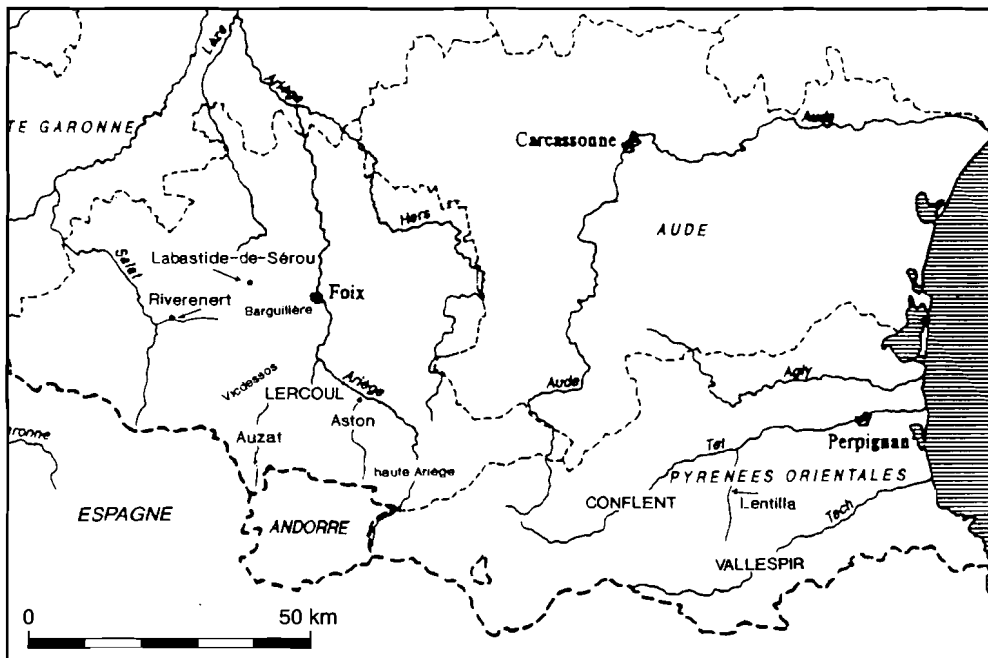 Lèze
Ariège
TE GARONNE
Carcassonne
Aude
Hers
AUDE
Salat
Labastide-de-Sérou
Riverenert
Barguillère
Foix
Vicdessos
LERCOUL
Ariège
Aude
Agly
Auzat
Aston
Perpignan
aronne
haute Ariège
Tet
PYRENEES ORIENTALES
CONFLENT
Lentilla
Tech
ESPAGNE
ANDORRE
VALLESPIR
0 50 km